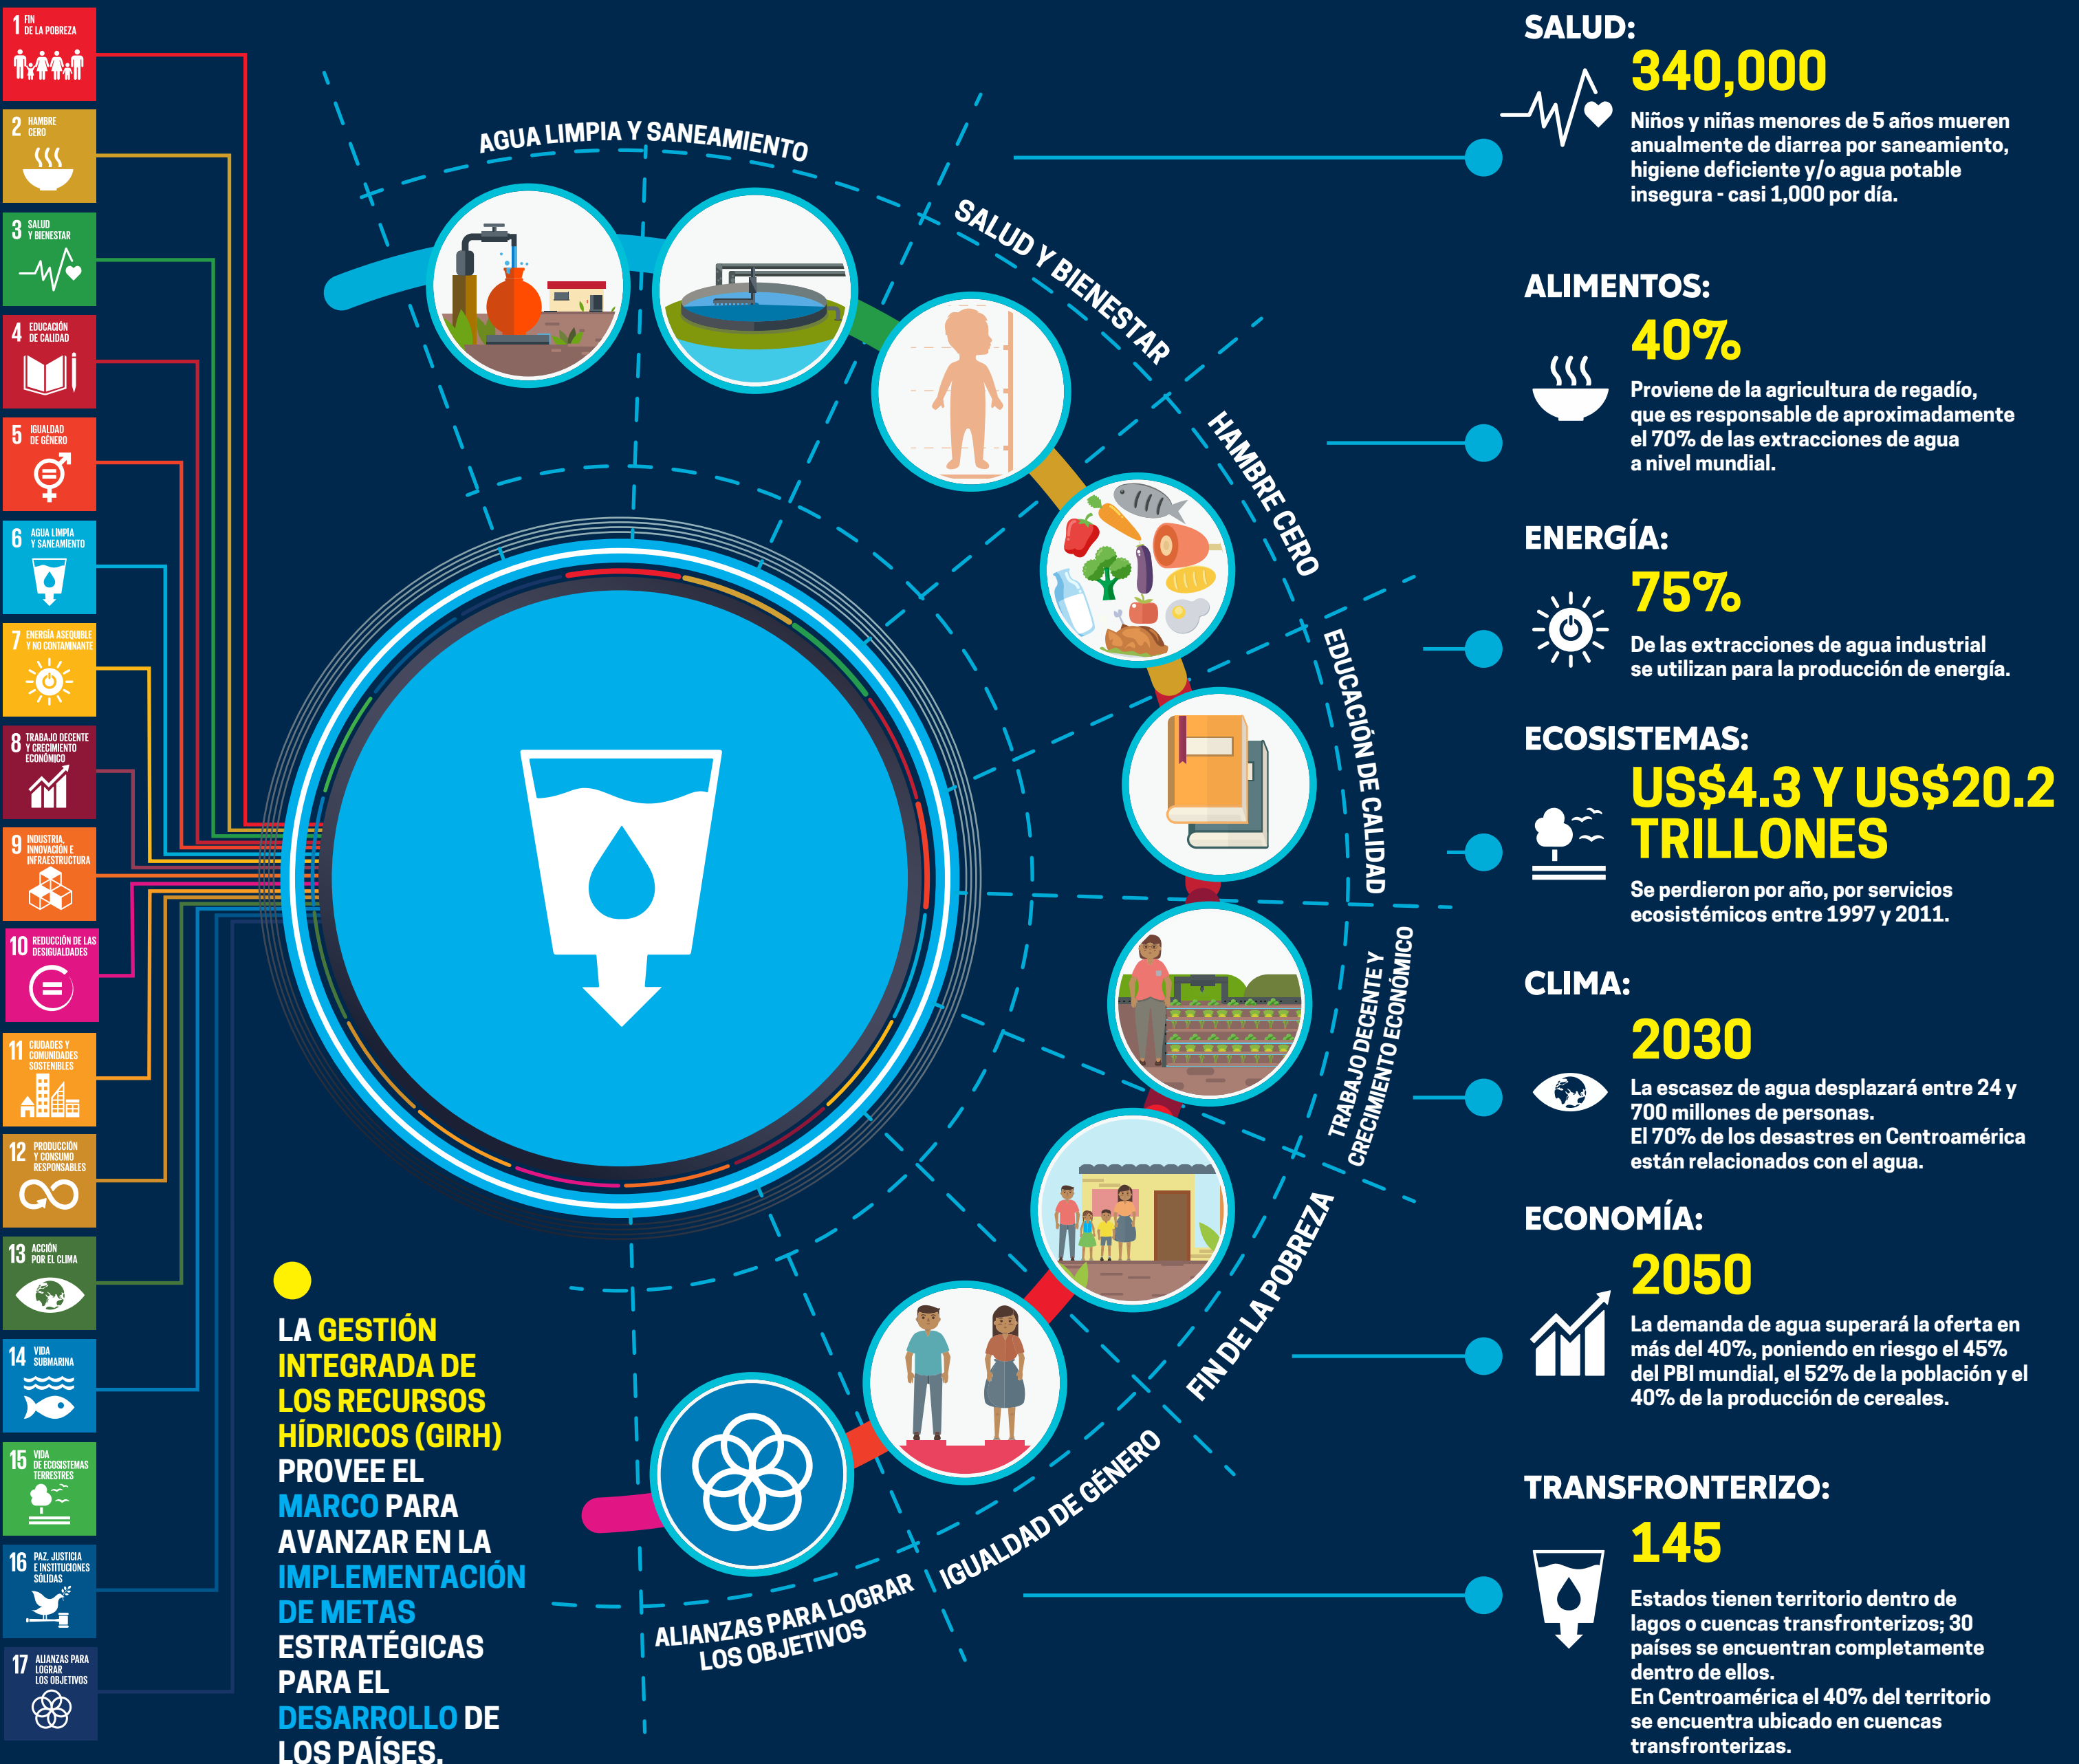 1 FIN
DE LA POBREZA
2 HAMBRE
CERO
3 SALUD
Y BIENESTAR
4 EDUCACIÓN
DE CALIDAD
5 IGUALDAD
DE GÉNERO
6 AGUA LIMPIA
Y SANEAMIENTO
7 ENERGÍA ASEQUIBLE
Y NO CONTAMINANTE
8 TRABAJO DECENTE
Y CRECIMIENTO
ECONÓMICO
9 INDUSTRIA,
INNOVACIÓN E
INFRAESTRUCTURA
10 REDUCCIÓN DE LAS
DESIGUALDADES
11 CIUDADES Y
COMUNIDADES
SOSTENIBLES
12 PRODUCCIÓN
Y CONSUMO
RESPONSABLES
13 ACCIÓN
POR EL CLIMA
14 VIDA
SUBMARINA
15 VIDA
DE ECOSISTEMAS
TERRESTRES
16 PAZ, JUSTICIA
E INSTITUCIONES
SÓLIDAS
17 ALIANZAS PARA
LOGRAR
LOS OBJETIVOS
AGUA LIMPIA Y SANEAMIENTO
SALUD Y BIENESTAR
HAMBRE CERO
EDUCACIÓN DE CALIDAD
TRABAJO DECENTE Y
CRECIMIENTO ECONÓMICO
FIN DE LA POBREZA
IGUALDAD DE GÉNERO
ALIANZAS PARA LOGRAR
LOS OBJETIVOS
LA GESTIÓN
INTEGRADA DE
LOS RECURSOS
HÍDRICOS (GIRH)
PROVEE EL
MARCO PARA
AVANZAR EN LA
IMPLEMENTACIÓN
DE METAS
ESTRATÉGICAS
PARA EL
DESARROLLO DE
LOS PAÍSES.
SALUD:
340,000
Niños y niñas menores de 5 años mueren
anualmente de diarrea por saneamiento,
higiene deficiente y/o agua potable
insegura - casi 1,000 por día.
ALIMENTOS:
40%
Proviene de la agricultura de regadío,
que es responsable de aproximadamente
el 70% de las extracciones de agua
a nivel mundial.
ENERGÍA:
75%
De las extracciones de agua industrial
se utilizan para la producción de energía.
ECOSISTEMAS:
US$4.3 Y US$20.2
TRILLONES
Se perdieron por año, por servicios
ecosistémicos entre 1997 y 2011.
CLIMA:
2030
La escasez de agua desplazará entre 24 y
700 millones de personas.
El 70% de los desastres en Centroamérica
están relacionados con el agua.
ECONOMÍA:
2050
La demanda de agua superará la oferta en
más del 40%, poniendo en riesgo el 45%
del PBI mundial, el 52% de la población y el
40% de la producción de cereales.
TRANSFRONTERIZO:
145
Estados tienen territorio dentro de
lagos o cuencas transfronterizos; 30
países se encuentran completamente
dentro de ellos.
En Centroamérica el 40% del territorio
se encuentra ubicado en cuencas
transfronterizas.